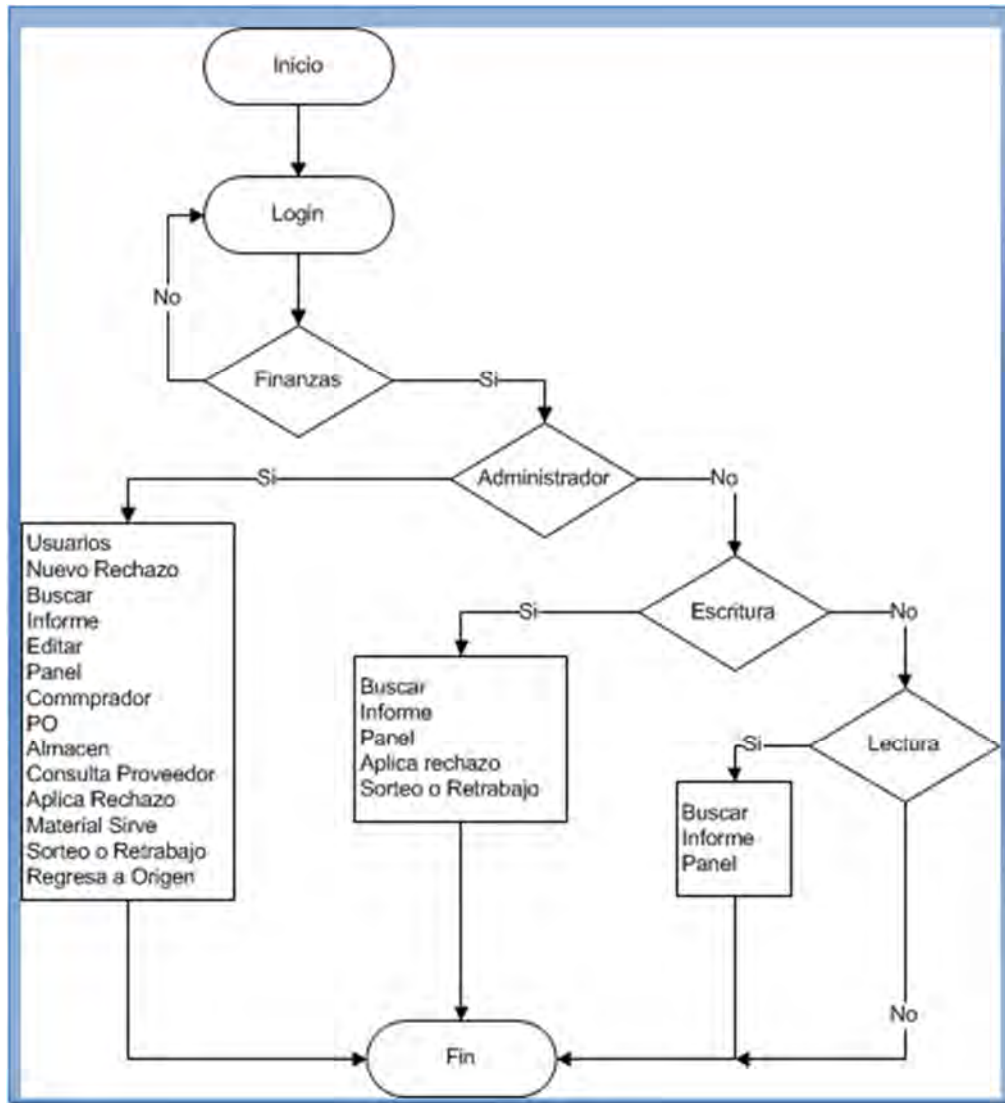 Inicio
Login
No
Finanzas
Si
Administrador
Si
No
Usuarios
Nuevo Rechazo
Buscar
Informe
Editar
Panel
Commprador
PO
Almacen
Consulta Proveedor
Aplica Rechazo
Material Sirve
Sorteo o Retrabajo
Regresa a Origen
Escritura
Si
No
Buscar
Informe
Panel
Aplica rechazo
Sorteo o Retrabajo
Lectura
Si
Buscar
Informe
Panel
No
Fin